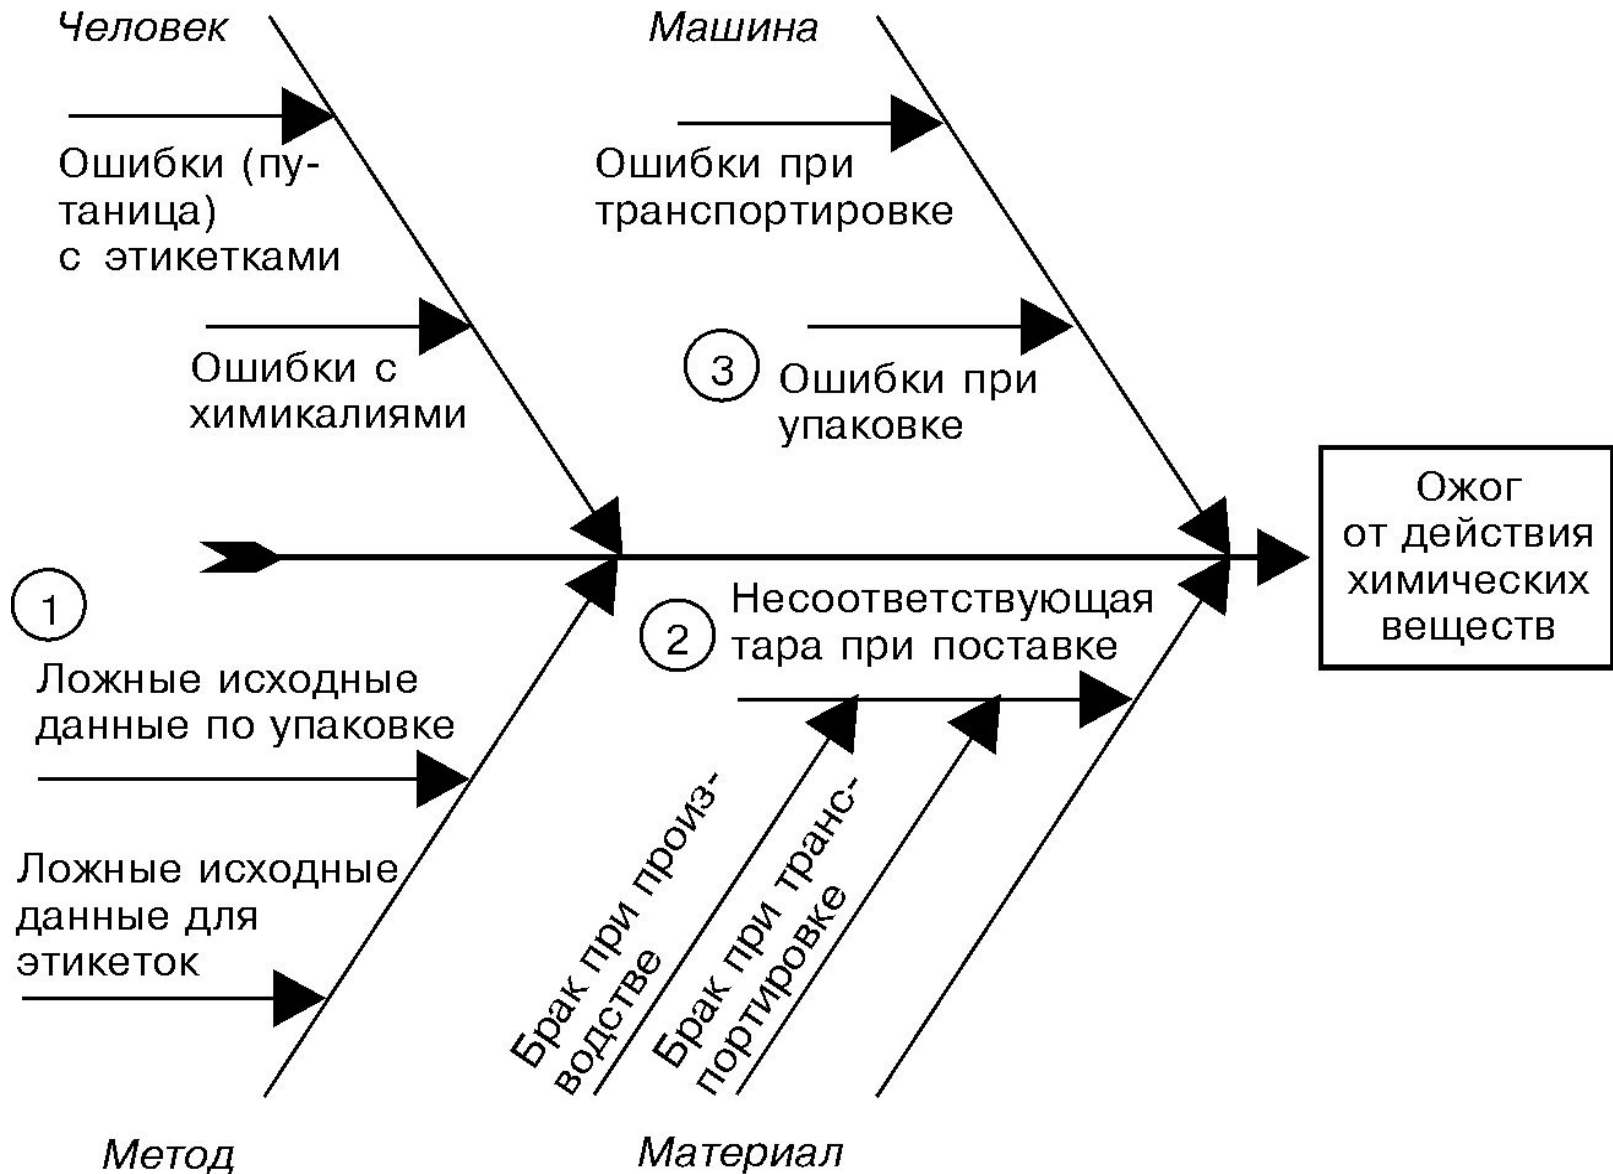 Человек
Ошибки (пу-
таница)
с этикетками
Ошибки с
химикалиями
Машина
Ошибки при
транспортировке
3
Ошибки при
упаковке
Ожог
от действия
химических
веществ
1
Ложные исходные
данные по упаковке
Ложные исходные
данные для
этикеток
Метод
2
Несоответствующая
тара при поставке
Брак при произ-
водстве
Брак при транс-
портировке
Материал